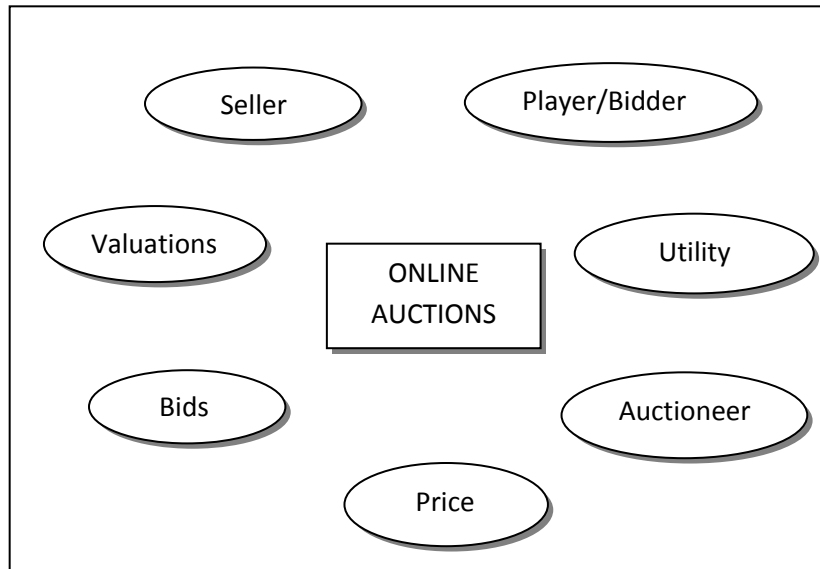 Seller
Player/Bidder
Valuations
Utility
ONLINE
AUCTIONS
Bids
Auctioneer
Price